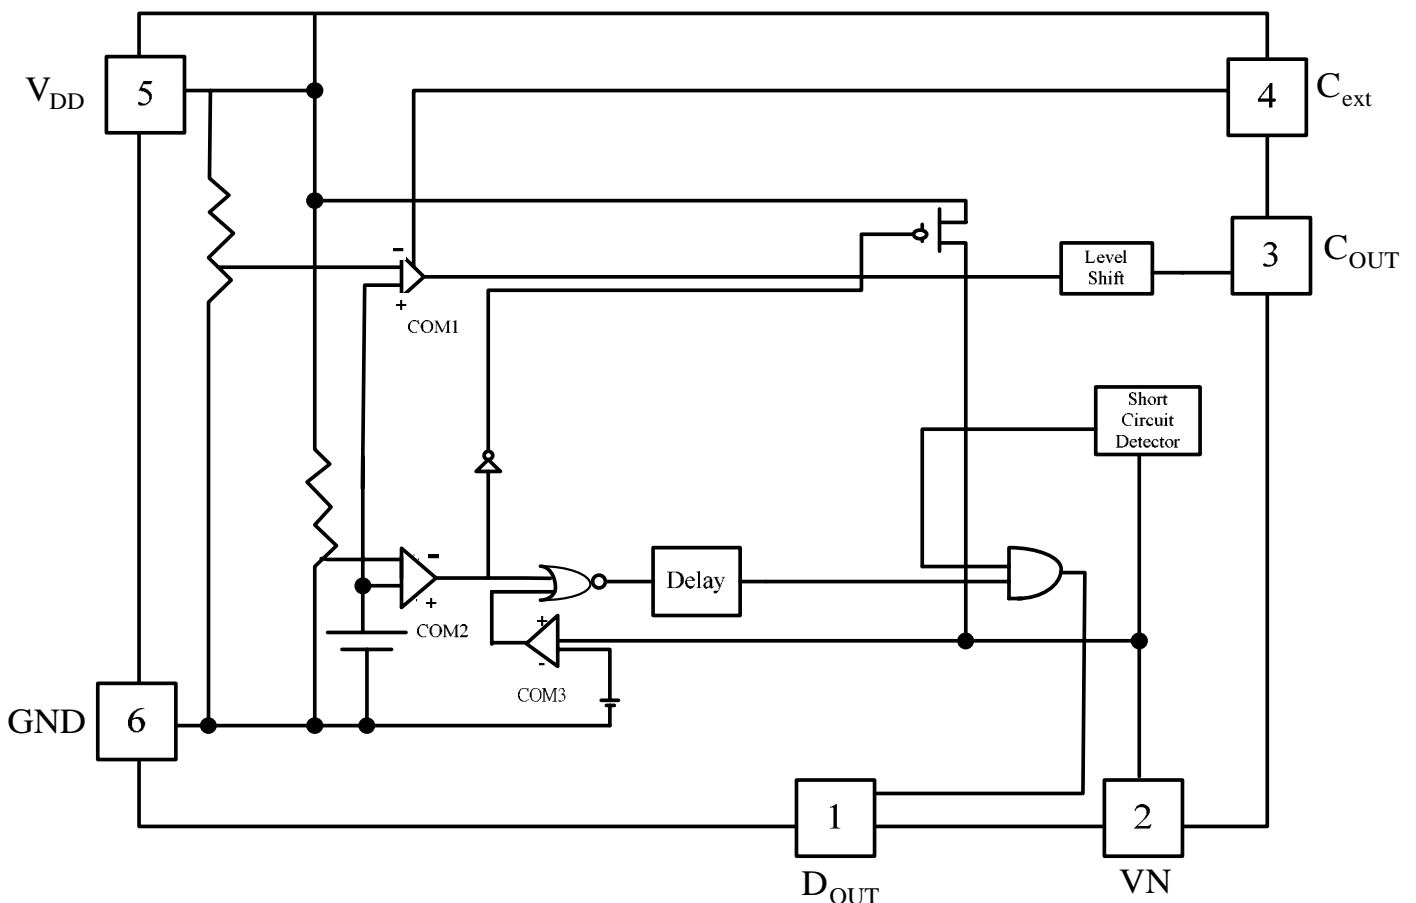 V_DD
5
4
C_ext
-
+
COM1
Level
Shift
3
C_OUT
Short
Circuit
Detector
-
+
COM2
Delay
+
-
COM3
GND
6
1
2
D_OUT
VN